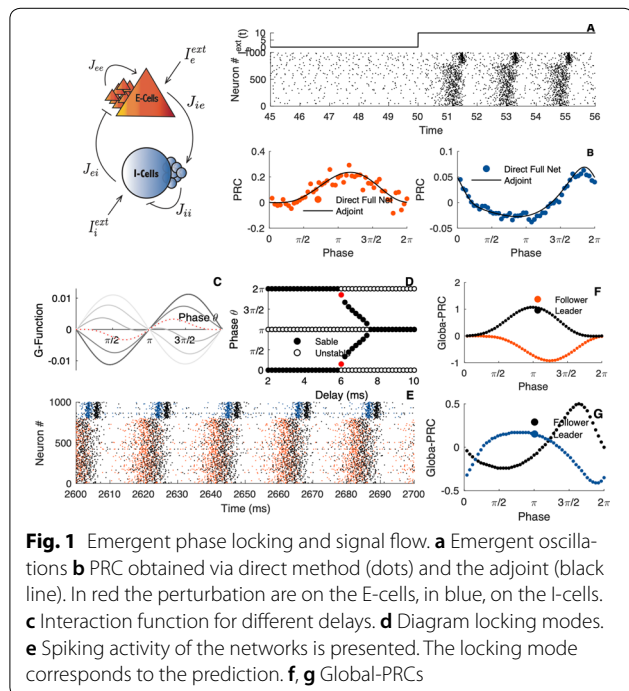 A
I^ext(t)
10
5
0
Neuron #
1000
500
0
45 46 47 48 49 50 51 52 53 54 55 56
Time
I_e^ext
J_ee
E-Cells
J_ie
J_ei
I-Cells
J_ii
I_i^ext
PRC
0.4
0.2
0
-0.2
Direct Full Net
Adjoint
π/2 π 3π/2 2π
Phase
B
PRC
0.1
0.05
0
-0.05
Direct Full Net
Adjoint
π/2 π 3π/2 2π
Phase
C
G-Function
0.01
0
-0.01
Phase θ
π/2 π 3π/2
D
Phase θ
2π
3π/2
π
π/2
0
Sable
Unstable
2 4 6 8 10
Delay (ms)
E
Neuron #
1000
500
0
2600 2610 2620 2630 2640 2650 2660 2670 2680 2690 2700
Time (ms)
F
Globa-PRC
1
0
-1
Follower
Leader
π/2 π 3π/2 2π
Phase
G
Globa-PRC
0.5
0
-0.5
Follower
Leader
π/2 π 3π/2 2π
Phase
Fig. 1 Emergent phase locking and signal flow. a Emergent oscilla-
tions b PRC obtained via direct method (dots) and the adjoint (black
line). In red the perturbation are on the E-cells, in blue, on the I-cells.
c Interaction function for different delays. d Diagram locking modes.
e Spiking activity of the networks is presented. The locking mode
corresponds to the prediction. f, g Global-PRCs